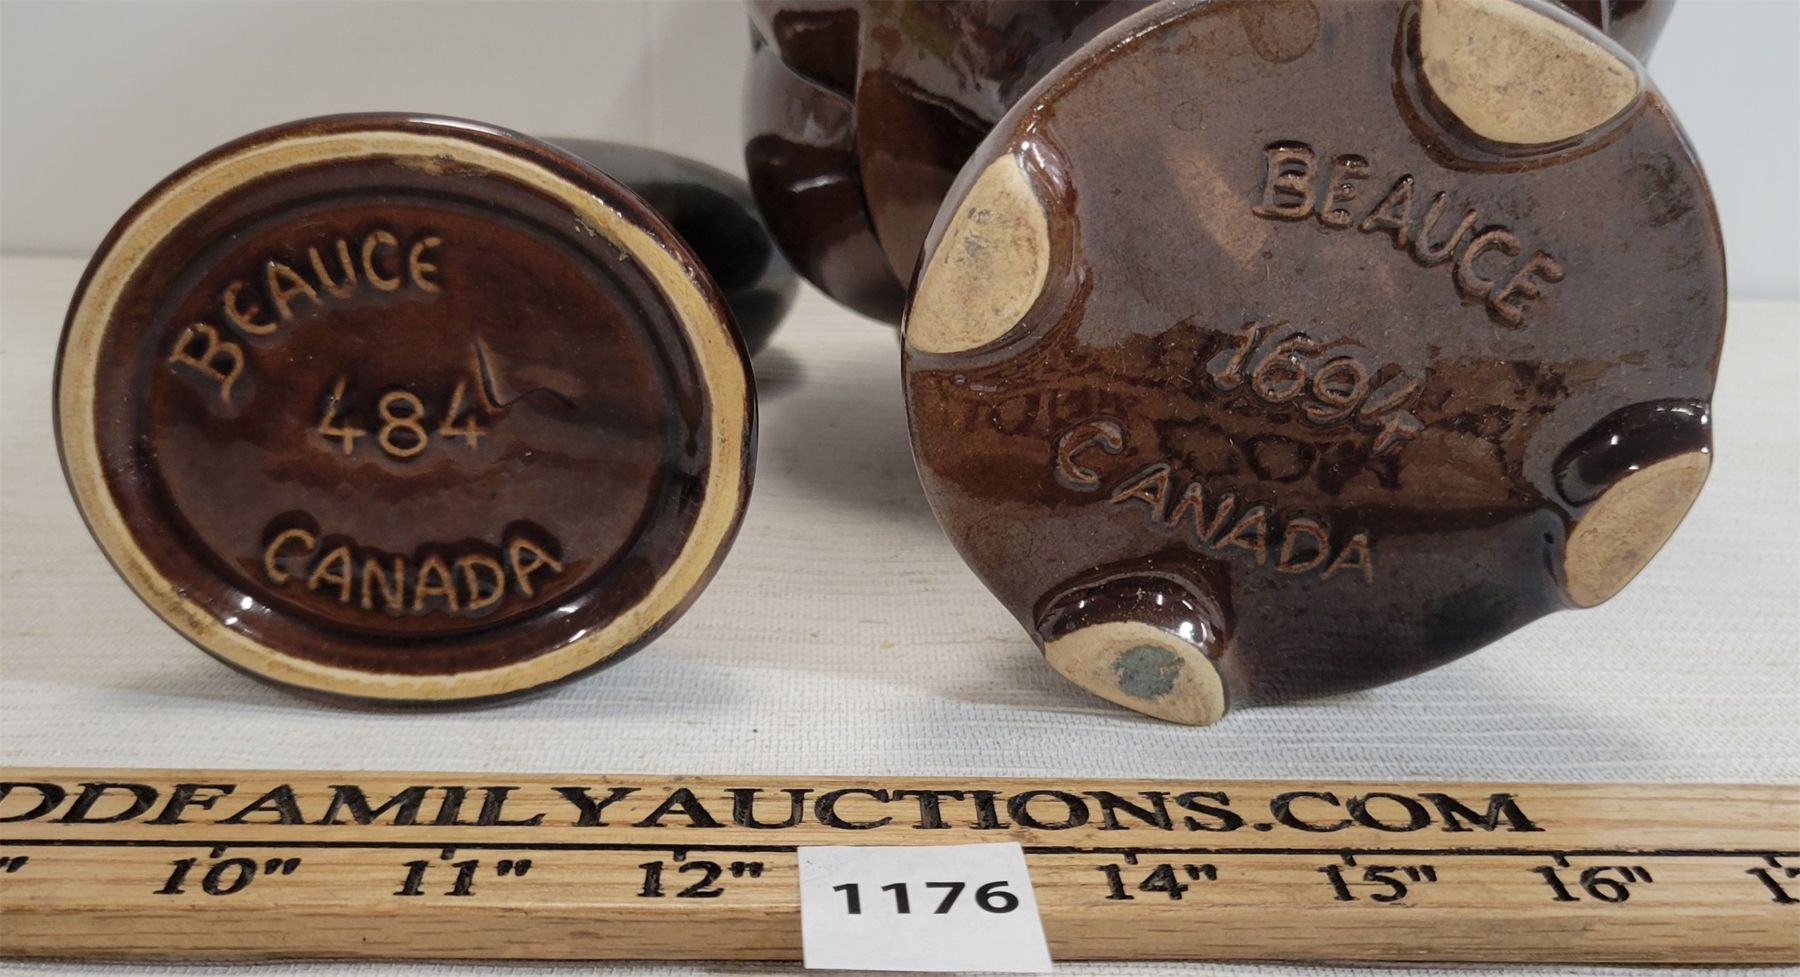 BEAUCE
484
CANADA
BEAUCE
1694
CANADA
DDFAMILYAUCTIONS.COM
10" 11" 12" 14" 15" 16"
1176